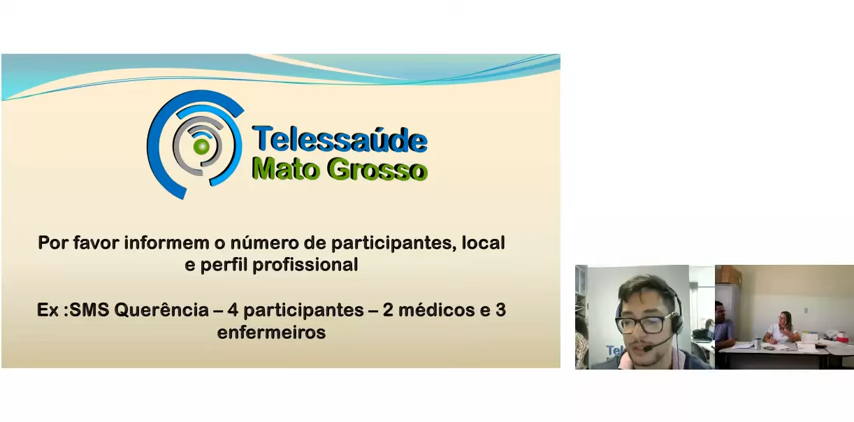 Telessaúde
Mato Grosso
Por favor informem o número de participantes, local
e perfil profissional
Ex :SMS Querência – 4 participantes – 2 médicos e 3
enfermeiros